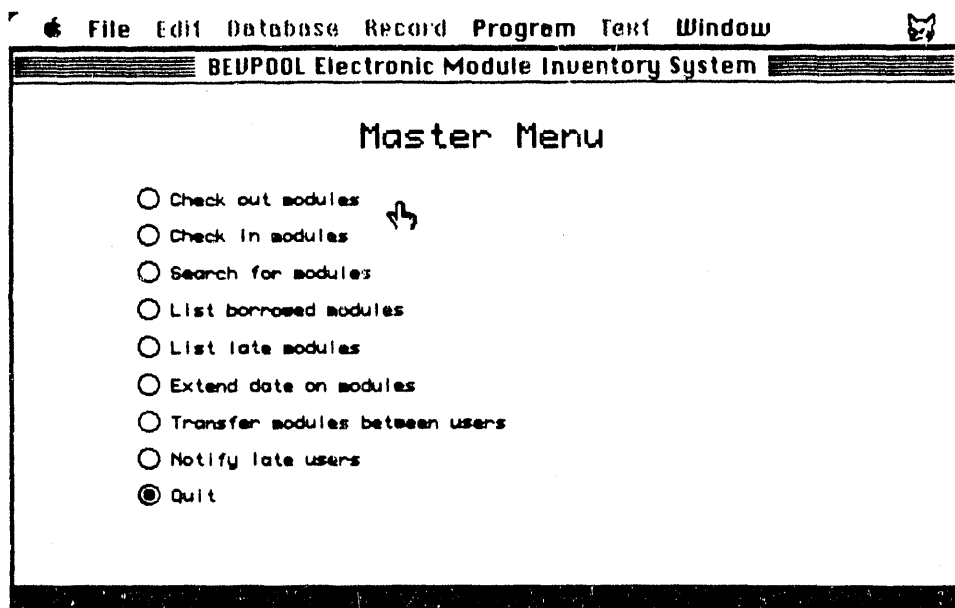 File Edit Database Record Program Text Window
BEVPOOL Electronic Module Inventory System
Master Menu
Check out modules
Check in modules
Search for modules
List borrowed modules
List late modules
Extend date on modules
Transfer modules between users
Notify late users
Quit